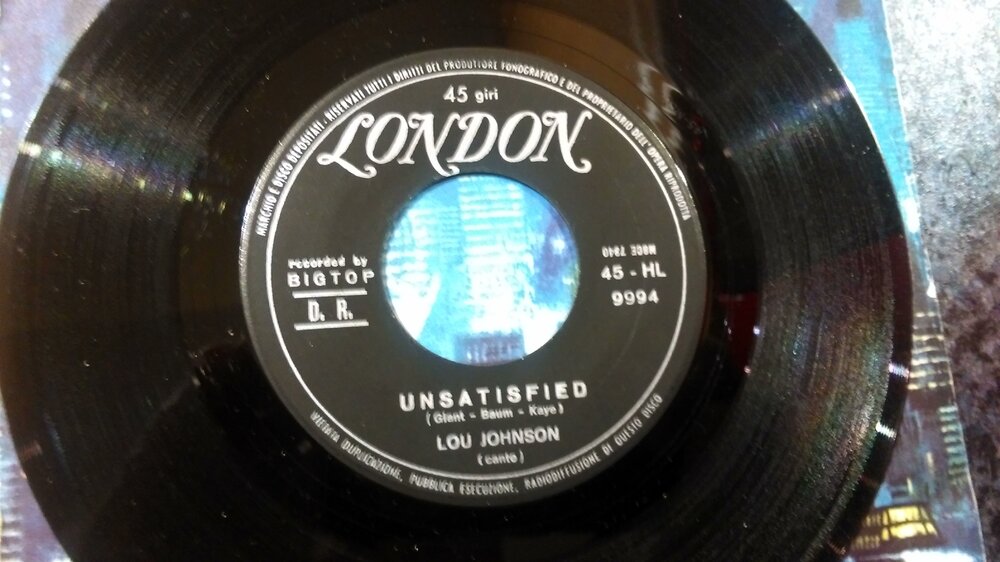 MARCHIO E DISCO DEPOSITATI - RISERVATI TUTTI I DIRITTI DEL PRODUTTORE FONOGRAFICO E DEL PROPRIETARIO DELL'OPERA RIPRODOTTA
45 giri
LONDON
recorded by
BIGTOP
D. R.
45 - HL
9994
UNSATISFIED
(Giant - Baum - Kaye)
LOU JOHNSON
(canto)
VIETATA DUPLICAZIONE, PUBBLICA ESECUZIONE, RADIODIFFUSIONE DI QUESTO DISCO